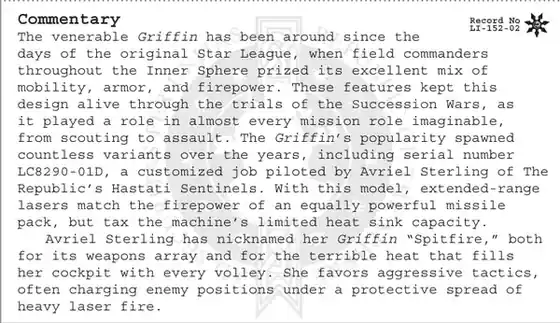 Commentary
Record No
LI-152-02
The venerable Griffin has been around since the
days of the original Star League, when field commanders
throughout the Inner Sphere prized its excellent mix of
mobility, armor, and firepower. These features kept this
design alive through the trials of the Succession Wars, as
it played a role in almost every mission role imaginable,
from scouting to assault. The Griffin's popularity spawned
countless variants over the years, including serial number
LC8290-01D, a customized job piloted by Avriel Sterling of The
Republic's Hastati Sentinels. With this model, extended-range
lasers match the firepower of an equally powerful missile
pack, but tax the machine's limited heat sink capacity.
Avriel Sterling has nicknamed her Griffin "Spitfire," both
for its weapons array and for the terrible heat that fills
her cockpit with every volley. She favors aggressive tactics,
often charging enemy positions under a protective spread of
heavy laser fire.